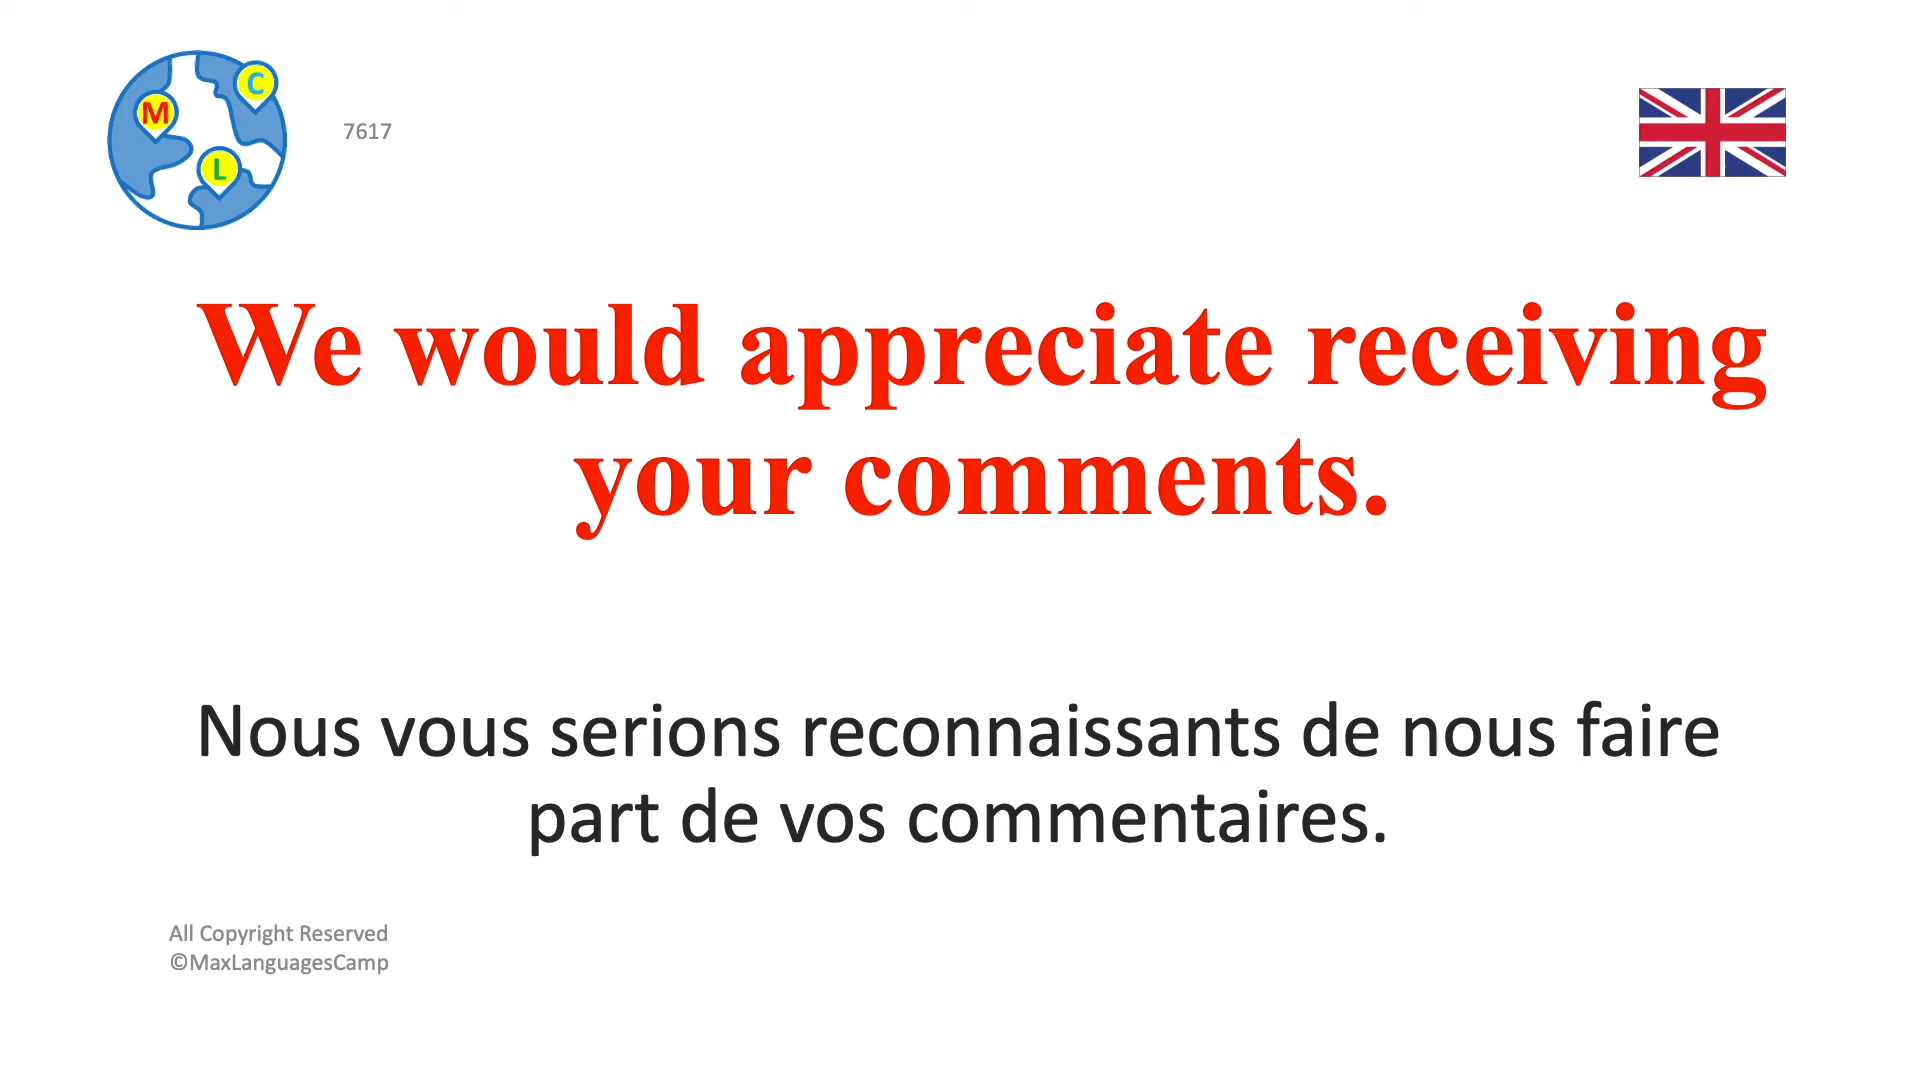 M
C
L
7617
We would appreciate receiving
your comments.
Nous vous serions reconnaissants de nous faire
part de vos commentaires.
All Copyright Reserved
©MaxLanguagesCamp